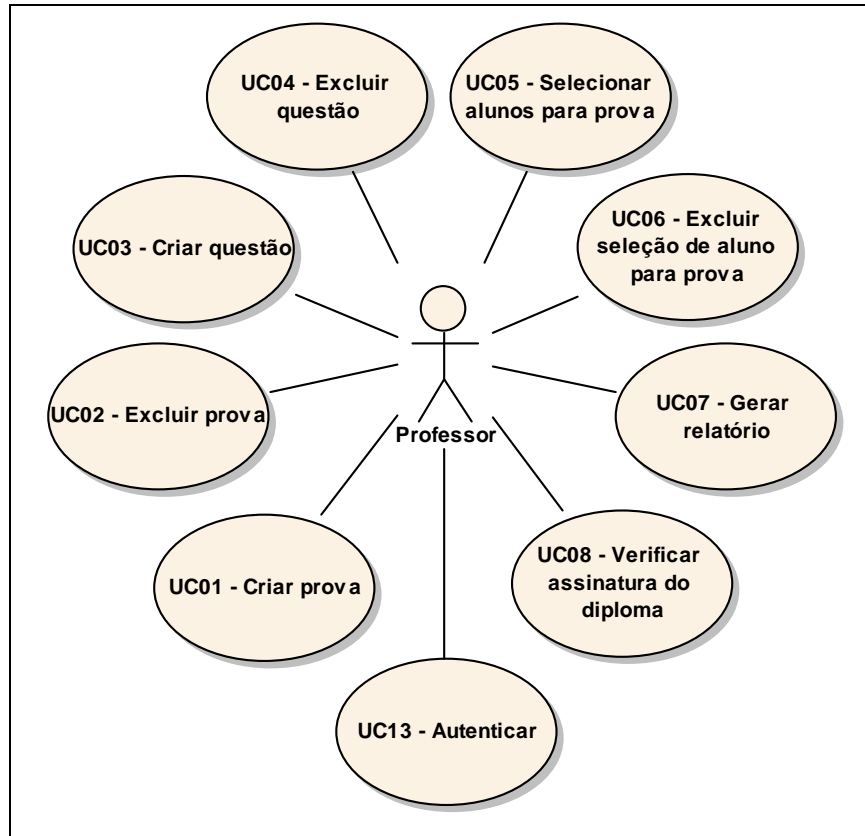 UC04 - Excluir
questão
UC05 - Selecionar
alunos para prova
UC03 - Criar questão
UC06 - Excluir
seleção de aluno
para prova
UC02 - Excluir prova
UC07 - Gerar
relatório
Professor
UC01 - Criar prova
UC08 - Verificar
assinatura do
diploma
UC13 - Autenticar